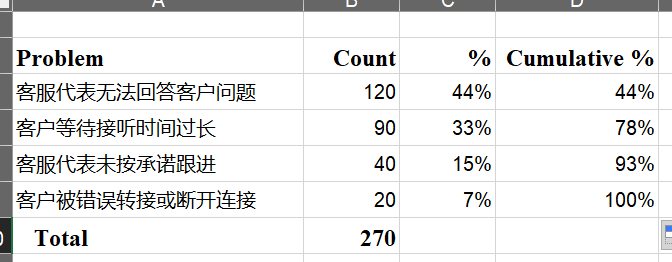 A B C D
Problem Count % Cumulative %
客服代表无法回答客户问题 120 44% 44%
客户等待接听时间过长 90 33% 78%
客服代表未按承诺跟进 40 15% 93%
客户被错误转接或断开连接 20 7% 100%
Total 270